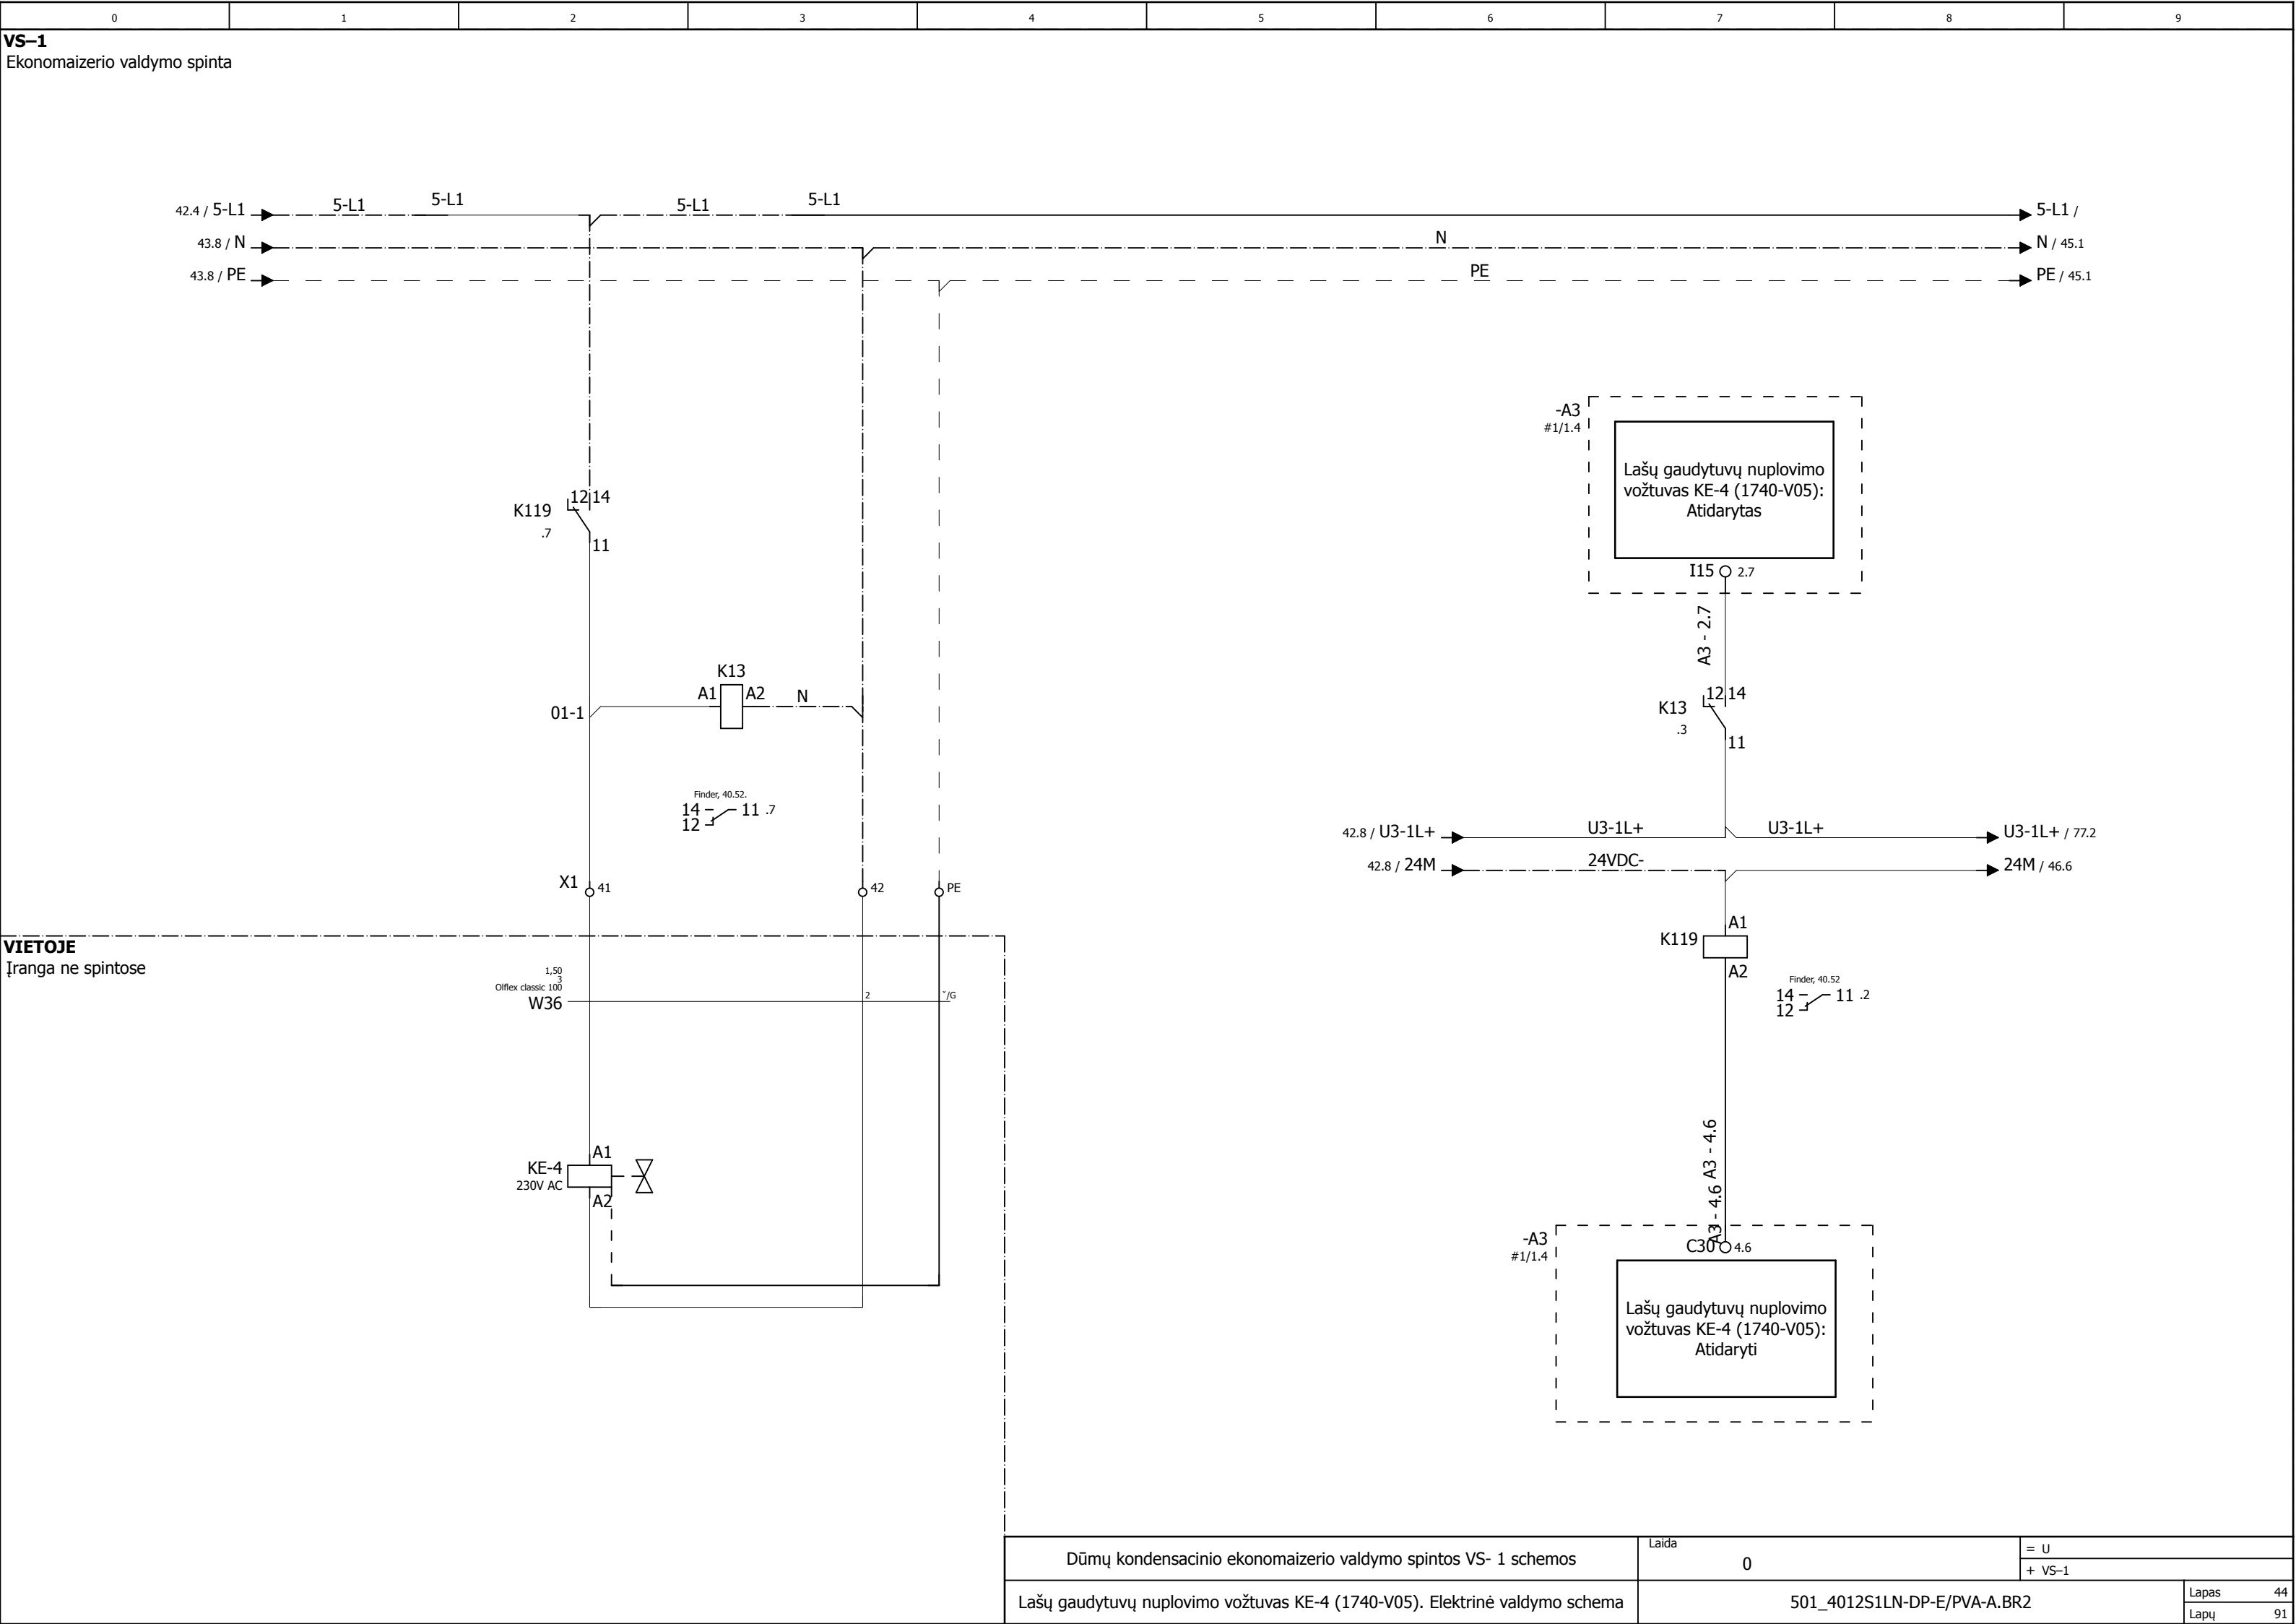 0 1 2 3 4 5 6 7 8 9
VS–1
Ekonomaizerio valdymo spinta
42.4 / 5-L1
5-L1
5-L1
5-L1
5-L1
5-L1 /
43.8 / N
N
N / 45.1
43.8 / PE
PE
PE / 45.1
-A3
#1/1.4
Lašų gaudytuvų nuplovimo
vožtuvas KE-4 (1740-V05):
Atidarytas
I15 2.7
A3 - 2.7
K119
.7
12 14
11
K13
.3
12 14
11
K13
A1 A2
N
01-1
Finder, 40.52.
14 11 .7
12
42.8 / U3-1L+
U3-1L+
U3-1L+
U3-1L+ / 77.2
42.8 / 24M
24VDC-
24M / 46.6
X1 41
42
PE
VIETOJE
Įranga ne spintose
1,50
3
Olflex classic 100
W36
2
/G
K119
A1
A2
Finder, 40.52
14 11 .2
12
KE-4
230V AC
A1
A2
A3 - 4.6
A3 - 4.6
-A3
#1/1.4
C30 4.6
Lašų gaudytuvų nuplovimo
vožtuvas KE-4 (1740-V05):
Atidaryti
Dūmų kondensacinio ekonomaizerio valdymo spintos VS- 1 schemos
Laida
0
= U
+ VS–1
Lašų gaudytuvų nuplovimo vožtuvas KE-4 (1740-V05). Elektrinė valdymo schema
501_4012S1LN-DP-E/PVA-A.BR2
Lapas 44
Lapų 91